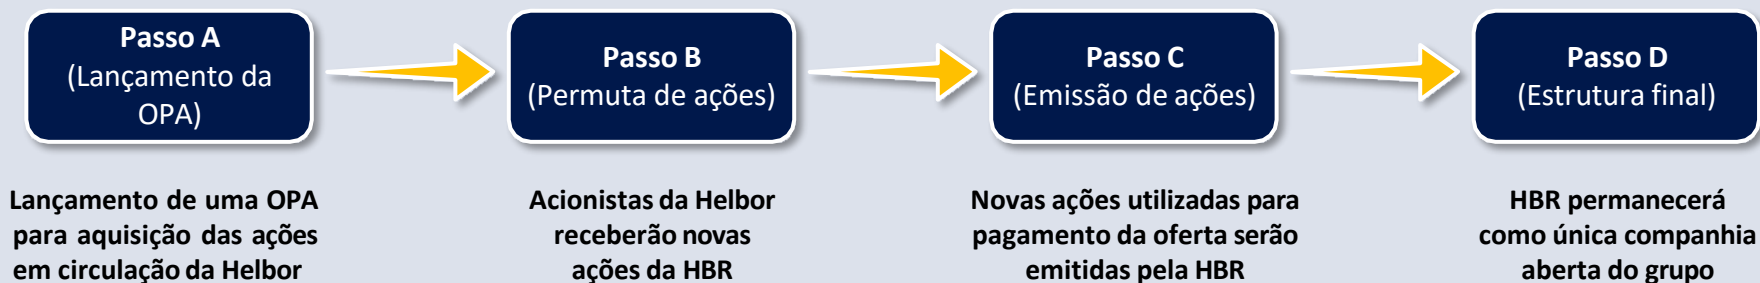 Passo A
(Lançamento da
OPA)
Passo B
(Permuta de ações)
Passo C
(Emissão de ações)
Passo D
(Estrutura final)
Lançamento de uma OPA
para aquisição das ações
em circulação da Helbor
Acionistas da Helbor
receberão novas
ações da HBR
Novas ações utilizadas para
pagamento da oferta serão
emitidas pela HBR
HBR permanecerá
como única companhia
aberta do grupo